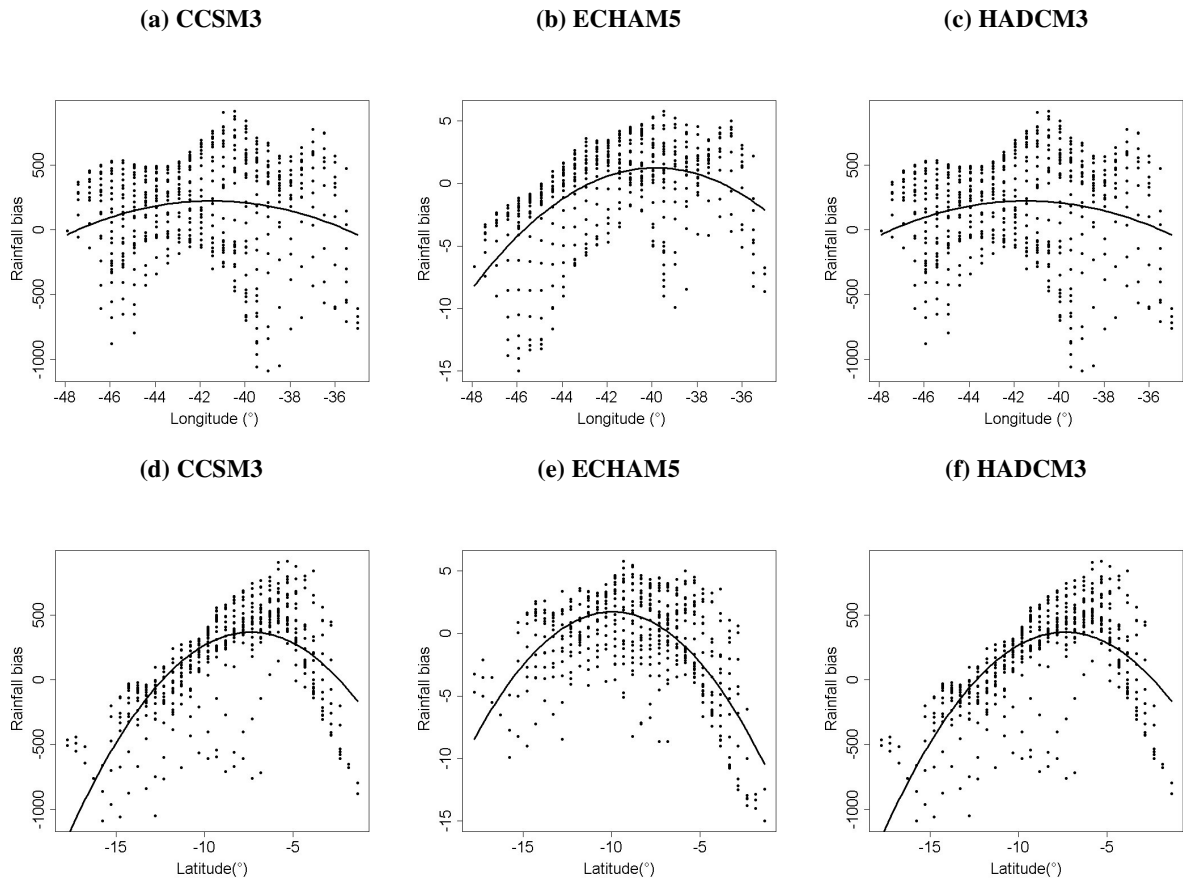 (a) CCSM3
(b) ECHAM5
(c) HADCM3
Rainfall bias
500
0
-500
-1000
-48 -46 -44 -42 -40 -38 -36
Longitude (°)
Rainfall bias
5
0
-5
-10
-15
-48 -46 -44 -42 -40 -38 -36
Longitude (°)
Rainfall bias
500
0
-500
-1000
-48 -46 -44 -42 -40 -38 -36
Longitude (°)
(d) CCSM3
(e) ECHAM5
(f) HADCM3
Rainfall bias
500
0
-500
-1000
-15 -10 -5
Latitude(°)
Rainfall bias
5
0
-5
-10
-15
-15 -10 -5
Latitude(°)
Rainfall bias
500
0
-500
-1000
-15 -10 -5
Latitude(°)